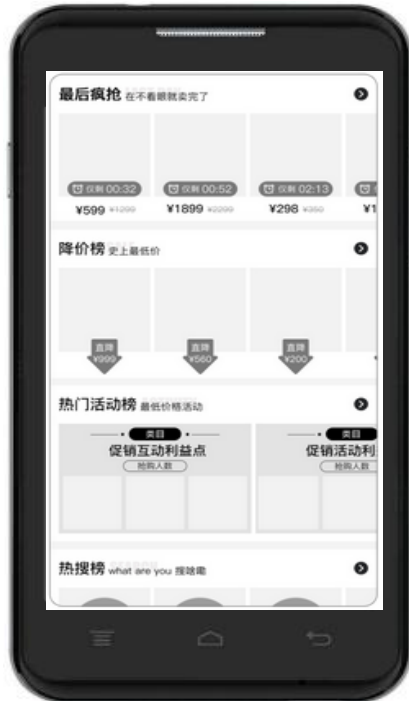 最后疯抢 在不看眼就卖完了
仅剩 00:32 仅剩 00:52 仅剩 02:13
¥599 ¥1299 ¥1899 ¥2299 ¥298 ¥350 ¥1
降价榜 史上最低价
直降 直降 直降
¥999 ¥560 ¥200
热门活动榜 最低价格活动
类目 类目
促销互动利益点 促销活动利
抢购人数 抢购人数
热搜榜 what are you 搜啥嘞